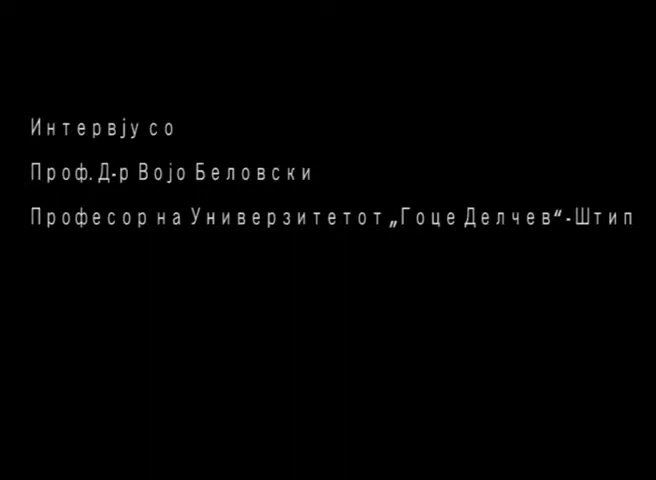 Интервју со
Проф. Д-р Војо Беловски
Професор на Универзитетот „Гоце Делчев“ - Штип